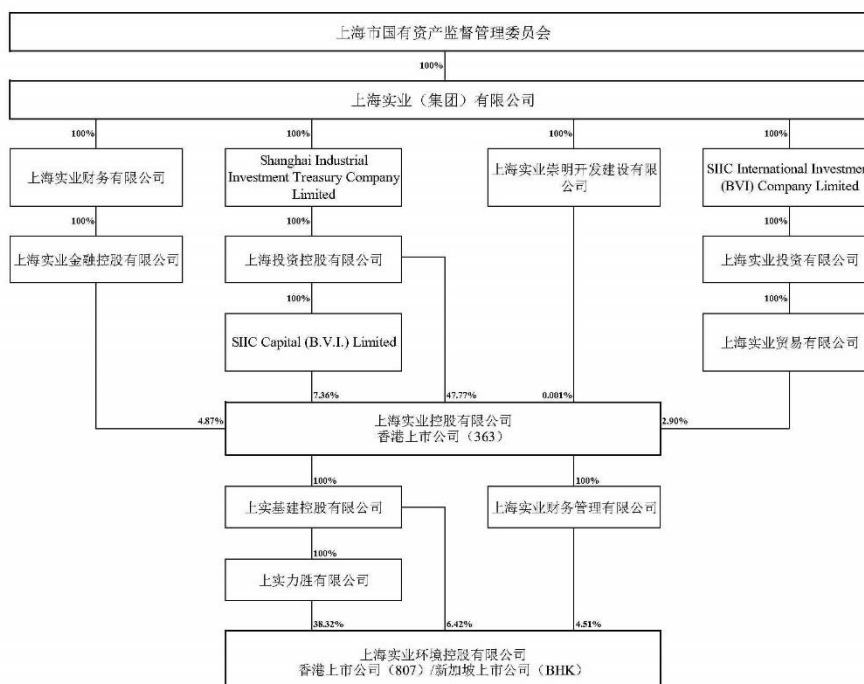 上海市国有资产监督管理委员会
100%
上海实业（集团）有限公司
100%
100%
100%
100%
上海实业财务有限公司
Shanghai Industrial
Investment Treasury Company
Limited
上海实业崇明开发建设有限
公司
SIIC International Investment
(BVI) Company Limited
100%
100%
100%
上海实业金融控股有限公司
上海投资控股有限公司
上海实业投资有限公司
100%
100%
SIIC Capital (B.V.I.) Limited
上海实业贸易有限公司
7.36%
47.77%
0.001%
4.87%
上海实业控股有限公司
香港上市公司（363）
2.90%
100%
100%
上实基建控股有限公司
上海实业财务管理有限公司
100%
上实力胜有限公司
38.32%
6.42%
4.51%
上海实业环境控股有限公司
香港上市公司（807）/新加坡上市公司（BHK）